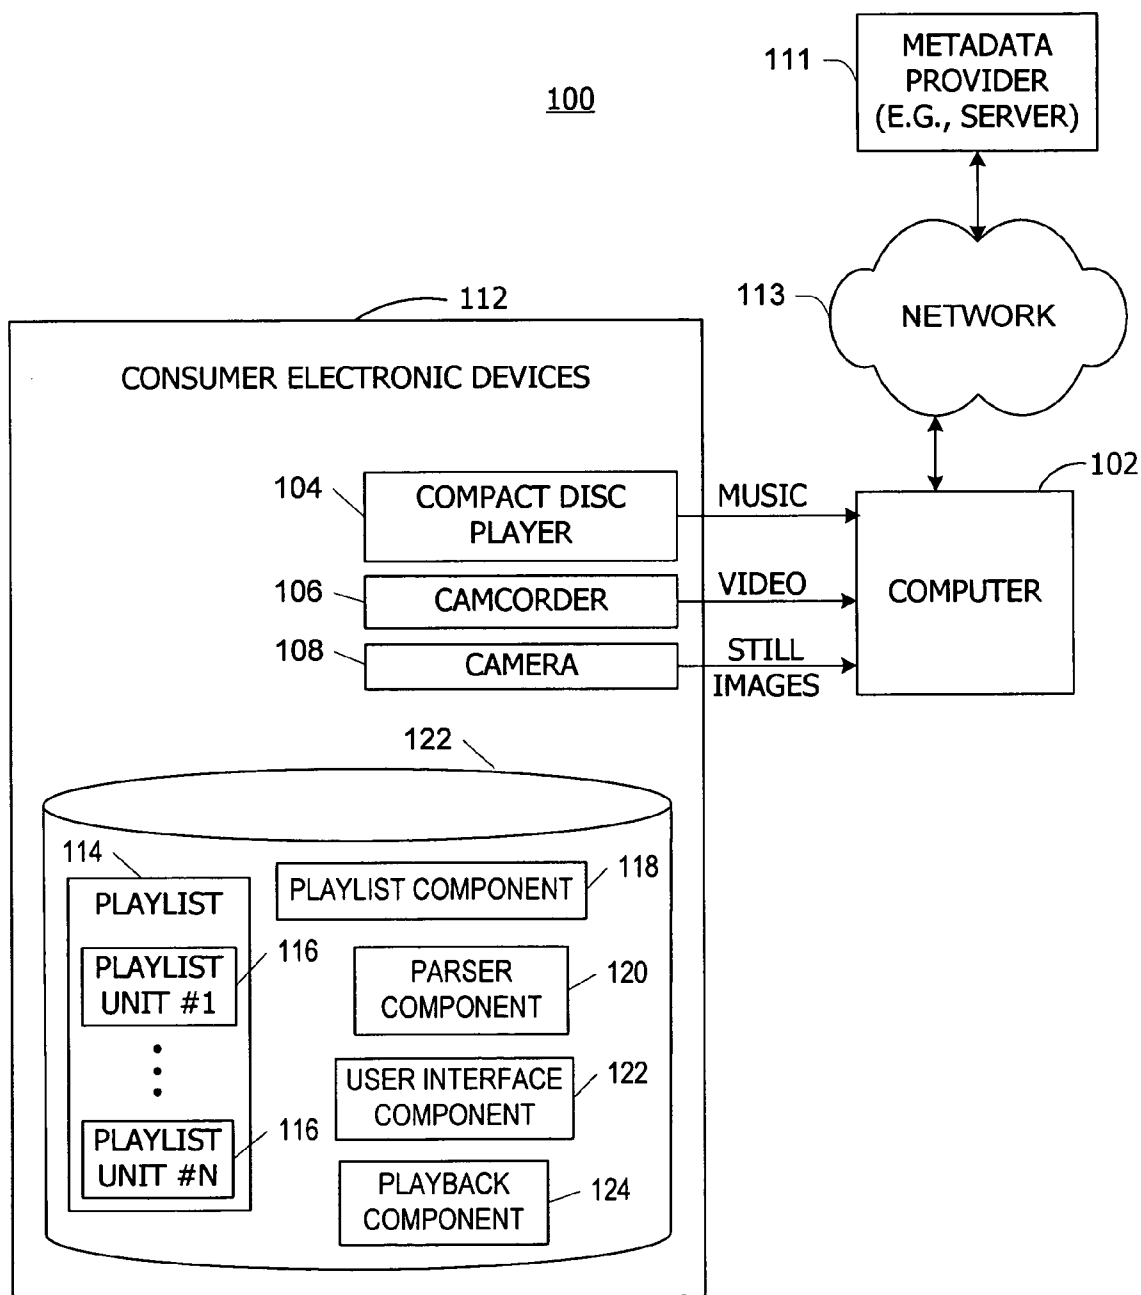 111
METADATA
PROVIDER
(E.G., SERVER)
100
113
NETWORK
112
CONSUMER ELECTRONIC DEVICES
102
COMPUTER
104
COMPACT DISC
PLAYER
MUSIC
106
CAMCORDER
VIDEO
108
CAMERA
STILL
IMAGES
122
114
PLAYLIST
PLAYLIST
UNIT #1
116
PLAYLIST
UNIT #N
116
PLAYLIST COMPONENT
118
PARSER
COMPONENT
120
USER INTERFACE
COMPONENT
122
PLAYBACK
COMPONENT
124